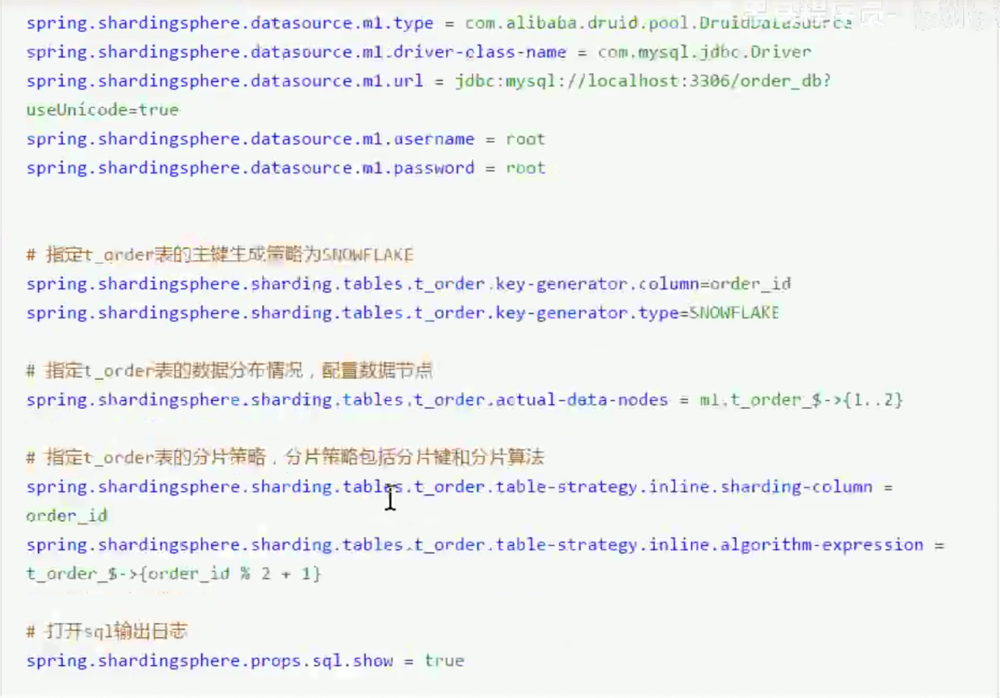 spring.shardingsphere.datasource.m1.type = com.alibaba.druid.pool.DruidDataSource
spring.shardingsphere.datasource.m1.driver-class-name = com.mysql.jdbc.Driver
spring.shardingsphere.datasource.m1.url = jdbc:mysql://localhost:3306/order_db?
useUnicode=true
spring.shardingsphere.datasource.m1.username = root
spring.shardingsphere.datasource.m1.password = root
# 指定t_order表的主键生成策略为SNOWFLAKE
spring.shardingsphere.sharding.tables.t_order.key-generator.column=order_id
spring.shardingsphere.sharding.tables.t_order.key-generator.type=SNOWFLAKE
# 指定t_order表的数据分布情况，配置数据节点
spring.shardingsphere.sharding.tables.t_order.actual-data-nodes = m1.t_order_$->{1..2}
# 指定t_order表的分片策略，分片策略包括分片键和分片算法
spring.shardingsphere.sharding.tables.t_order.table-strategy.inline.sharding-column =
order_id
spring.shardingsphere.sharding.tables.t_order.table-strategy.inline.algorithm-expression =
t_order_$->{order_id % 2 + 1}
# 打开sql输出日志
spring.shardingsphere.props.sql.show = true